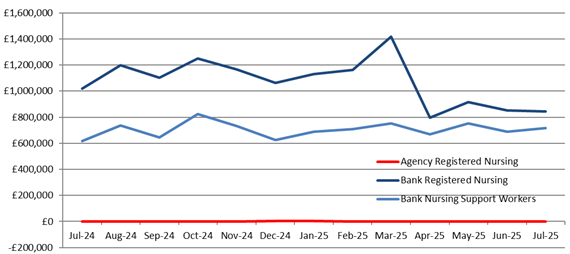 £1,600,000
£1,400,000
£1,200,000
£1,000,000
£800,000
£600,000
£400,000
£200,000
£0
-£200,000
Jul-24 Aug-24 Sep-24 Oct-24 Nov-24 Dec-24 Jan-25 Feb-25 Mar-25 Apr-25 May-25 Jun-25 Jul-25
Agency Registered Nursing
Bank Registered Nursing
Bank Nursing Support Workers